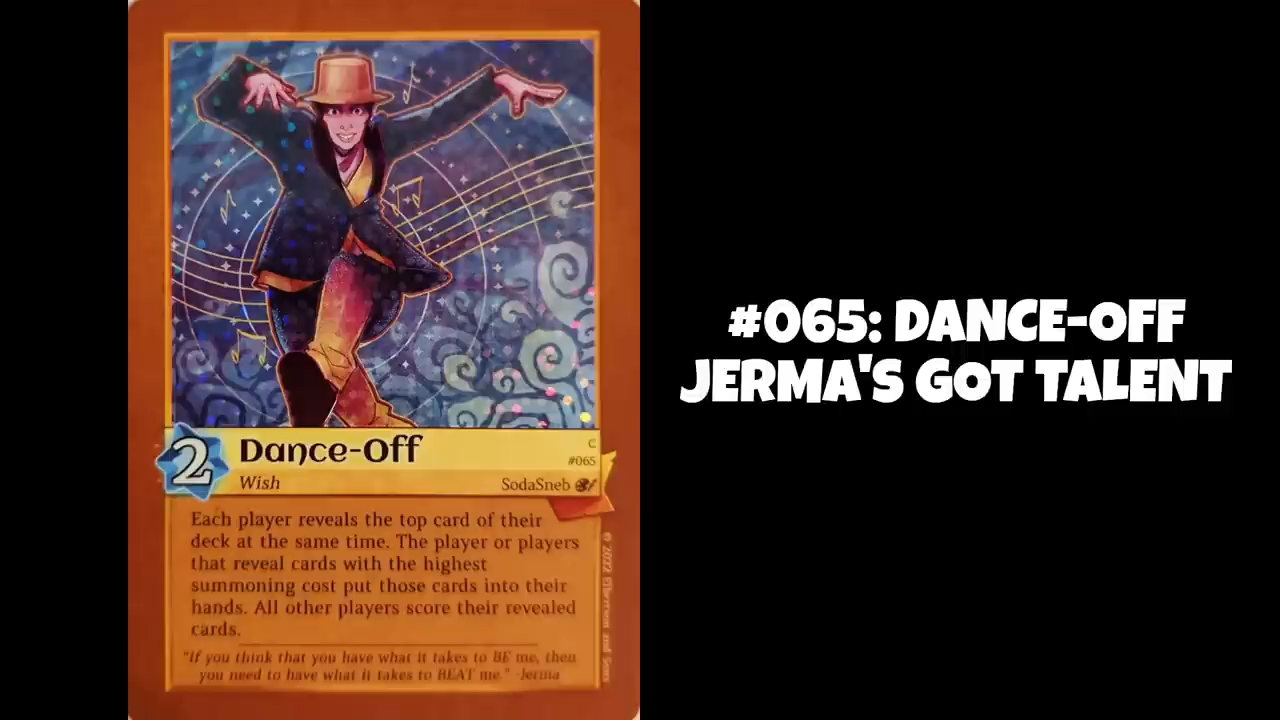 2
Dance-Off
C
#065
Wish
SodaSneb
Each player reveals the top card of their
deck at the same time. The player or players
that reveal cards with the highest
summoning cost put those cards into their
hands. All other players score their revealed
cards.
"If you think that you have what it takes to BE me, then
you need to have what it takes to BEAT me." -Jerma
© 2022
and Sons
#065: DANCE-OFF
JERMA'S GOT TALENT